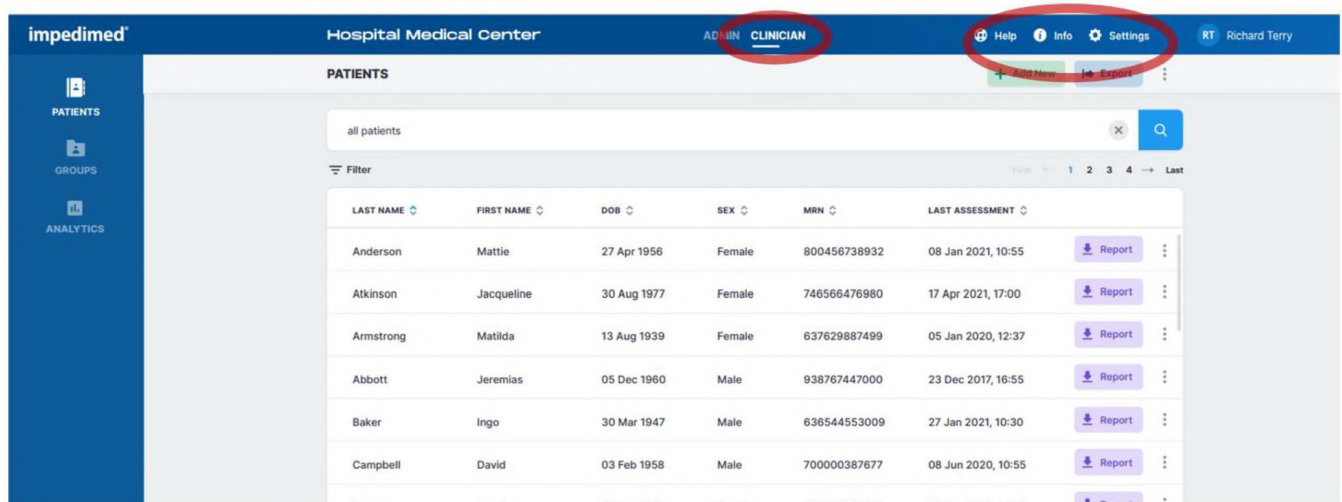 impedimed®
Hospital Medical Center
ADMIN CLINICIAN
Help Info Settings
RT Richard Terry
PATIENTS
GROUPS
ANALYTICS
PATIENTS
Add New Export
all patients
Filter
First ← 1 2 3 4 → Last
LAST NAME FIRST NAME DOB SEX MRN LAST ASSESSMENT
Anderson Mattie 27 Apr 1956 Female 800456738932 08 Jan 2021, 10:55 Report
Atkinson Jacqueline 30 Aug 1977 Female 746566476980 17 Apr 2021, 17:00 Report
Armstrong Matilda 13 Aug 1939 Female 637629887499 05 Jan 2020, 12:37 Report
Abbott Jeremias 05 Dec 1960 Male 938767447000 23 Dec 2017, 16:55 Report
Baker Ingo 30 Mar 1947 Male 636544553009 27 Jan 2021, 10:30 Report
Campbell David 03 Feb 1958 Male 700000387677 08 Jun 2020, 10:55 Report